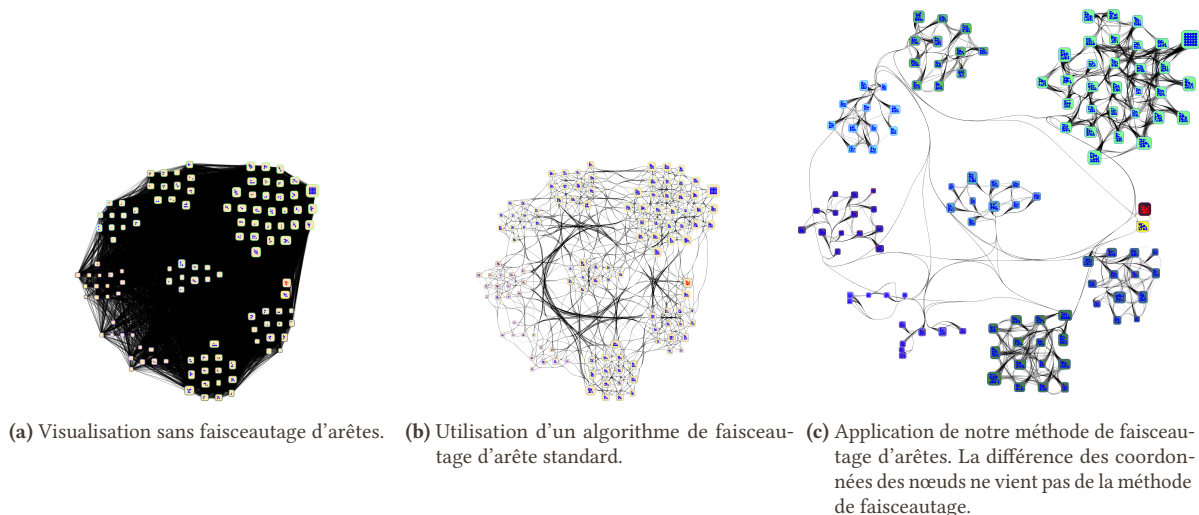 (a) Visualisation sans faisceautage d'arêtes.
(b) Utilisation d'un algorithme de faisceau-
tage d'arête standard.
(c) Application de notre méthode de faisceau-
tage d'arêtes. La différence des coordon-
nées des nœuds ne vient pas de la méthode
de faisceautage.